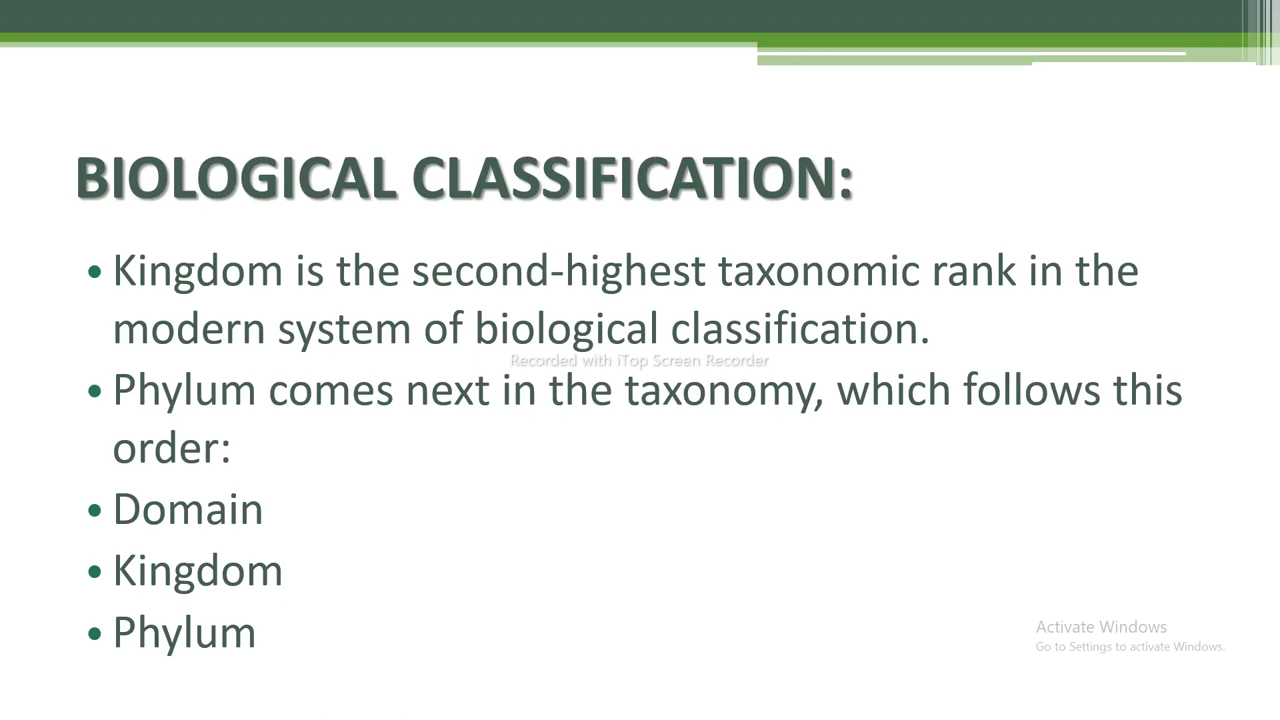 BIOLOGICAL CLASSIFICATION:
• Kingdom is the second-highest taxonomic rank in the
modern system of biological classification.
Recorded with iTop Screen Recorder
• Phylum comes next in the taxonomy, which follows this
order:
• Domain
• Kingdom
• Phylum
Activate Windows
Go to Settings to activate Windows.